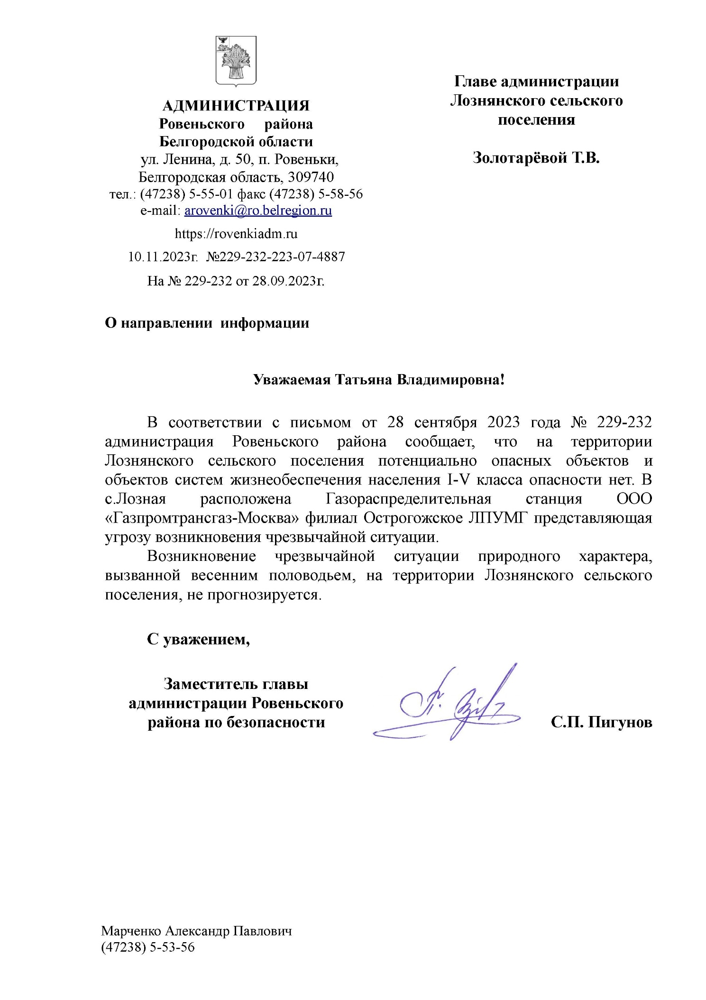 АДМИНИСТРАЦИЯ
Ровеньского района
Белгородской области
ул. Ленина, д. 50, п. Ровеньки,
Белгородская область, 309740
тел.: (47238) 5-55-01 факс (47238) 5-58-56
e-mail: arovenki@ro.belregion.ru
https://rovenkiadm.ru
10.11.2023г. №229-232-223-07-4887
На № 229-232 от 28.09.2023г.
Главе администрации
Лознянского сельского
поселения
Золотарёвой Т.В.
О направлении информации
Уважаемая Татьяна Владимировна!
В соответствии с письмом от 28 сентября 2023 года № 229-232
администрация Ровеньского района сообщает, что на территории
Лознянского сельского поселения потенциально опасных объектов и
объектов систем жизнеобеспечения населения I-V класса опасности нет. В
с.Лозная расположена Газораспределительная станция ООО
«Газпромтрансгаз-Москва» филиал Острогожское ЛПУМГ представляющая
угрозу возникновения чрезвычайной ситуации.
Возникновение чрезвычайной ситуации природного характера,
вызванной весенним половодьем, на территории Лознянского сельского
поселения, не прогнозируется.
С уважением,
Заместитель главы
администрации Ровеньского
района по безопасности
С.П. Пигунов
Марченко Александр Павлович
(47238) 5-53-56